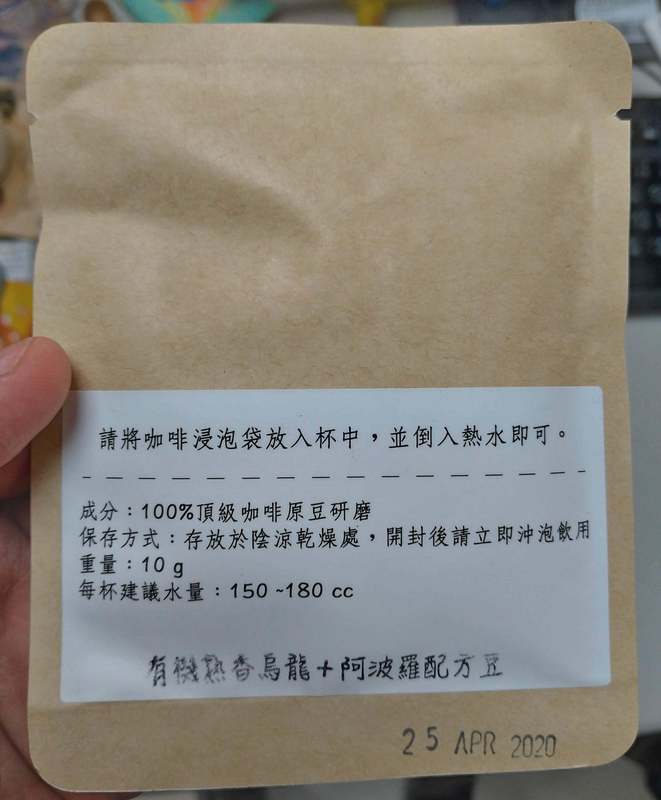 請將咖啡浸泡袋放入杯中，並倒入熱水即可。
成分：100%頂級咖啡原豆研磨
保存方式：存放於陰涼乾燥處，開封後請立即沖泡飲用
重量：10 g
每杯建議水量：150 ~180 cc
有機熟香烏龍+阿波羅配方豆
25 APR 2020